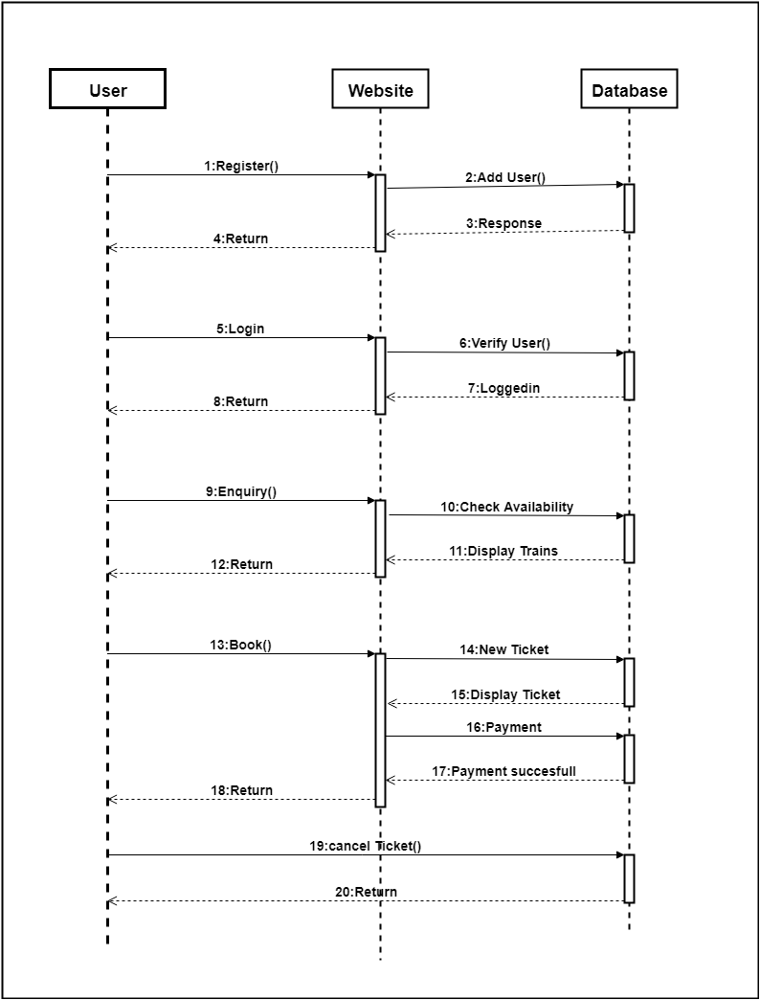 User
Website
Database
1:Register()
2:Add User()
3:Response
4:Return
5:Login
6:Verify User()
7:Loggedin
8:Return
9:Enquiry()
10:Check Availability
11:Display Trains
12:Return
13:Book()
14:New Ticket
15:Display Ticket
16:Payment
17:Payment succesfull
18:Return
19:cancel Ticket()
20:Return